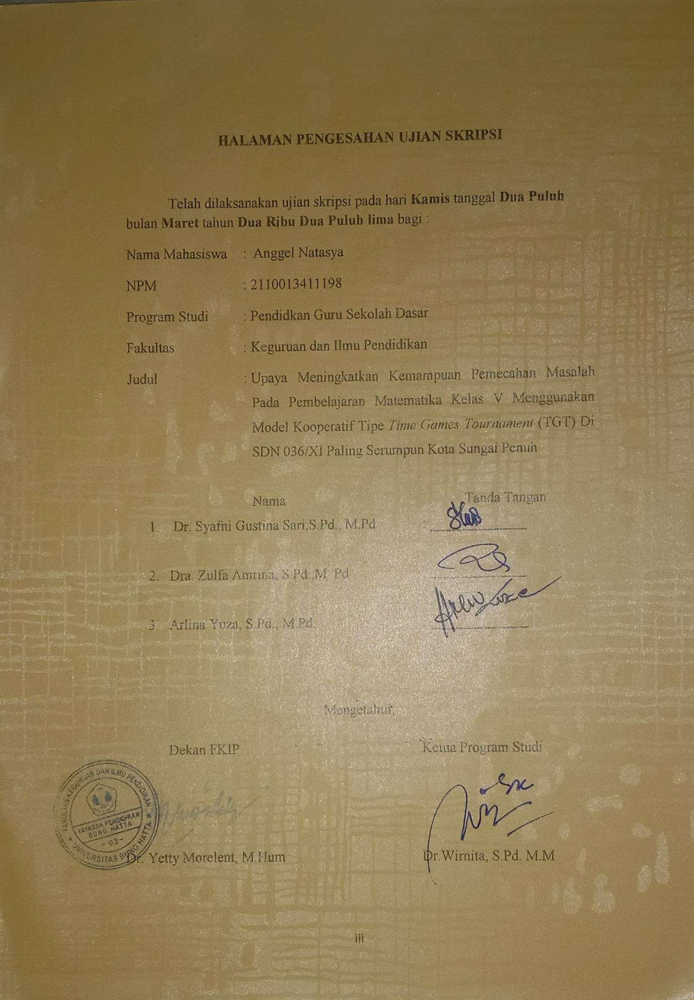 HALAMAN PENGESAHAN UJIAN SKRIPSI
Telah dilaksanakan ujian skripsi pada hari Kamis tanggal Dua Puluh
bulan Maret tahun Dua Ribu Dua Puluh lima bagi :
Nama Mahasiswa : Anggel Natasya
NPM : 2110013411198
Program Studi : Pendidkan Guru Sekolah Dasar
Fakultas : Keguruan dan Ilmu Pendidikan
Judul : Upaya Meningkatkan Kemampuan Pemecahan Masalah
Pada Pembelajaran Matematika Kelas V Menggunakan
Model Kooperatif Tipe Time Games Tournament (TGT) Di
SDN 036/XI Paling Serumpun Kota Sungai Penuh
Nama Tanda Tangan
1. Dr. Syafni Gustina Sari,S.Pd., M.Pd :
2. Dra. Zulfa Amrina, S.Pd.,M. Pd
3. Arlina Yuza, S.Pd., M.Pd.
Mengetahui,
Dekan FKIP Ketua Program Studi
FAKULTAS KEGURUAN DAN ILMU PENDIDIKAN
YAYASAN PENDIDIKAN
BUNG HATTA
-03-
UNIVERSITAS BUNG HATTA
Dr. Yetty Morelent, M.Hum Dr.Wirnita, S.Pd. M.M
iii